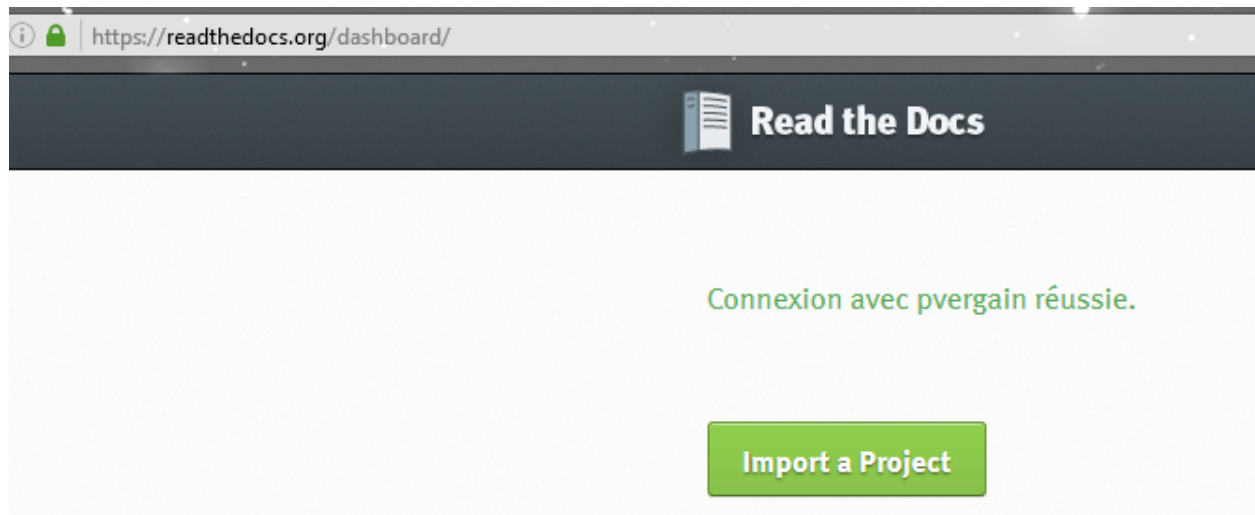 https://readthedocs.org/dashboard/
Read the Docs
Connexion avec pvergain réussie.
Import a Project